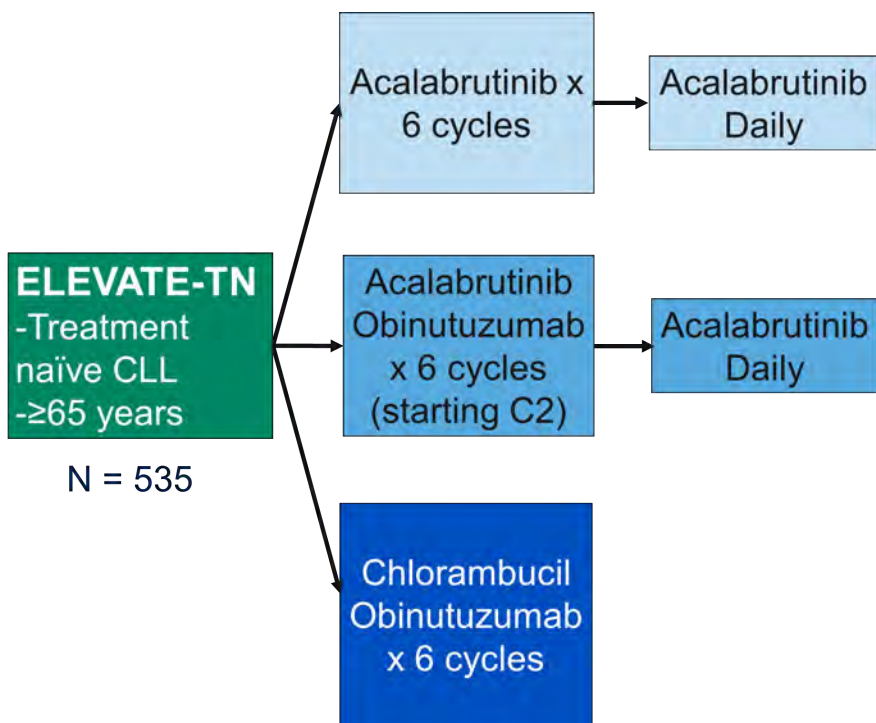 Acalabrutinib x
6 cycles
Acalabrutinib
Daily
ELEVATE-TN
-Treatment
naïve CLL
-≥65 years
N = 535
Acalabrutinib
Obinutuzumab
x 6 cycles
(starting C2)
Acalabrutinib
Daily
Chlorambucil
Obinutuzumab
x 6 cycles